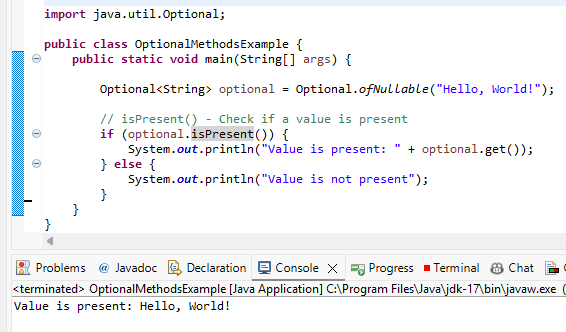 import java.util.Optional;
public class OptionalMethodsExample {
public static void main(String[] args) {
Optional<String> optional = Optional.ofNullable("Hello, World!");
// isPresent() - Check if a value is present
if (optional.isPresent()) {
System.out.println("Value is present: " + optional.get());
} else {
System.out.println("Value is not present");
}
}
}
Problems @ Javadoc Declaration Console Progress Terminal Chat
<terminated> OptionalMethodsExample [Java Application] C:\Program Files\Java\jdk-17\bin\javaw.exe (
Value is present: Hello, World!